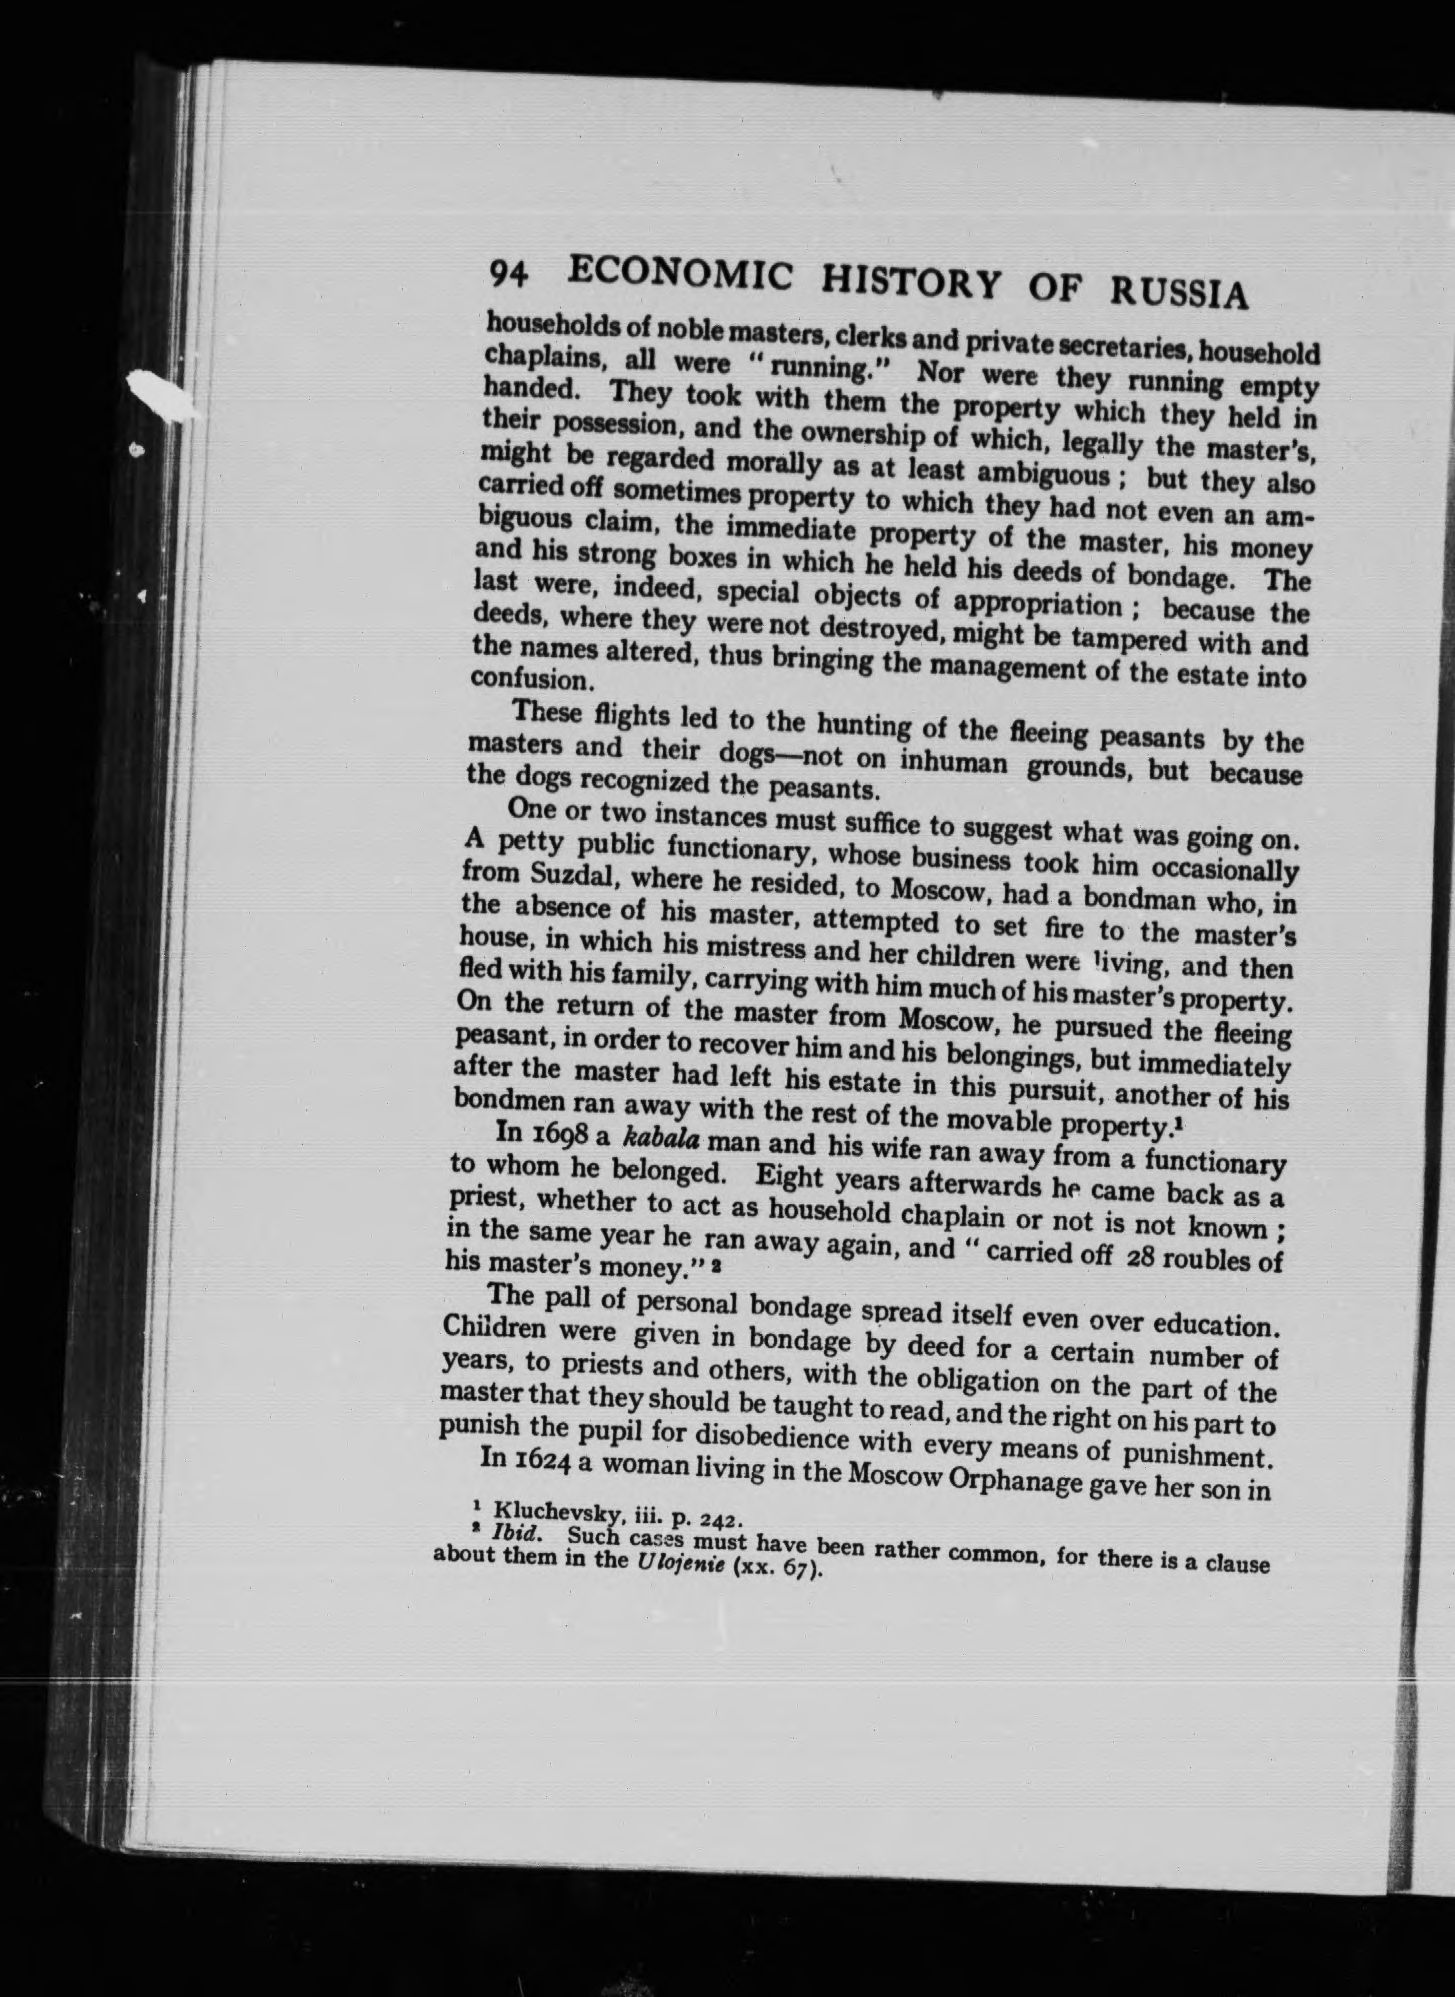 94 ECONOMIC HISTORY OF RUSSIA
households of noble masters, clerks and private secretaries, household
chaplains, all were “ running.” Nor were they running empty
handed. They took with them the property which they held in
their possession, and the ownership of which, legally the master’s,
might be regarded morally as at least ambiguous ; but they also
carried off sometimes property to which they had not even an am-
biguous claim, the immediate property of the master, his money
and his strong boxes in which he held his deeds of bondage. The
last were, indeed, special objects of appropriation ; because the
deeds, where they were not destroyed, might be tampered with and
the names altered, thus bringing the management of the estate into
confusion.
These flights led to the hunting of the fleeing peasants by the
masters and their dogs—not on inhuman grounds, but because
the dogs recognized the peasants.
One or two instances must suffice to suggest what was going on.
A petty public functionary, whose business took him occasionally
from Suzdal, where he resided, to Moscow, had a bondman who, in
the absence of his master, attempted to set fire to the master’s
house, in which his mistress and her children were living, and then
fled with his family, carrying with him much of his master’s property.
On the return of the master from Moscow, he pursued the fleeing
peasant, in order to recover him and his belongings, but immediately
after the master had left his estate in this pursuit, another of his
bondmen ran away with the rest of the movable property.¹
In 1698 a kabala man and his wife ran away from a functionary
to whom he belonged. Eight years afterwards he came back as a
priest, whether to act as household chaplain or not is not known ;
in the same year he ran away again, and “ carried off 28 roubles of
his master’s money.” ²
The pall of personal bondage spread itself even over education.
Children were given in bondage by deed for a certain number of
years, to priests and others, with the obligation on the part of the
master that they should be taught to read, and the right on his part to
punish the pupil for disobedience with every means of punishment.
In 1624 a woman living in the Moscow Orphanage gave her son in
¹ Kluchevsky, iii. p. 242.
² Ibid. Such cases must have been rather common, for there is a clause
about them in the Ulojenie (xx. 67).